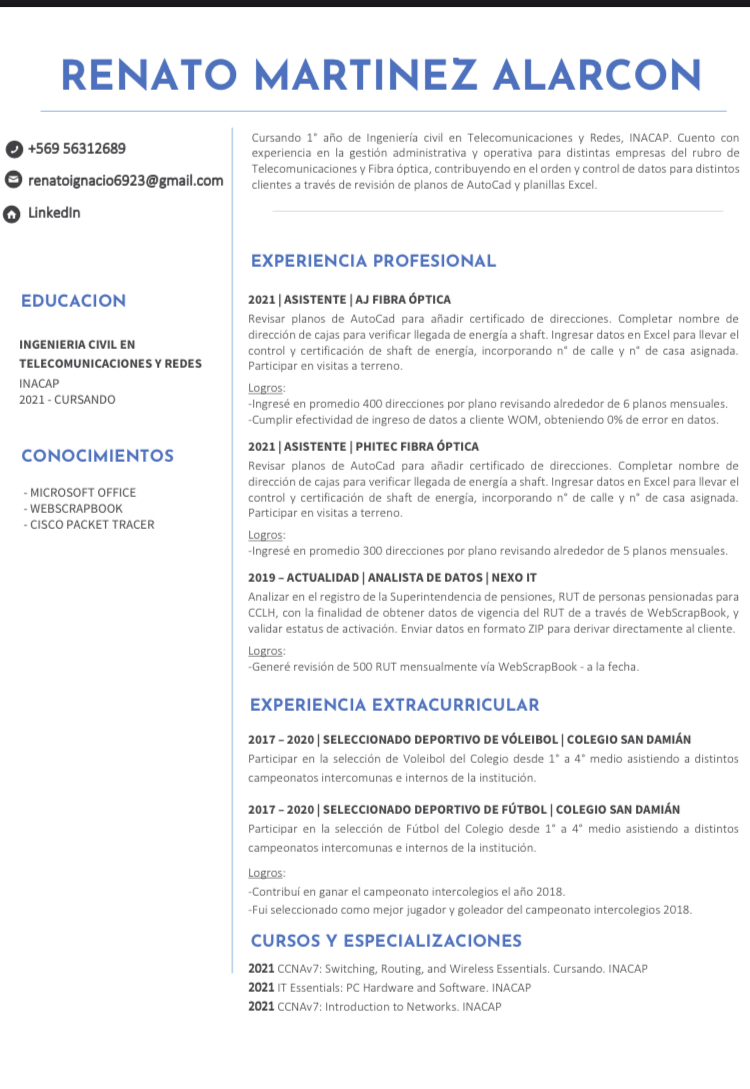 RENATO MARTINEZ ALARCON
+569 56312689
renatoignacio6923@gmail.com
LinkedIn
EDUCACION
INGENIERIA CIVIL EN
TELECOMUNICACIONES Y REDES
INACAP
2021 - CURSANDO
CONOCIMIENTOS
- MICROSOFT OFFICE
- WEBSCRAPBOOK
- CISCO PACKET TRACER
Cursando 1° año de Ingeniería civil en Telecomunicaciones y Redes, INACAP. Cuento con
experiencia en la gestión administrativa y operativa para distintas empresas del rubro de
Telecomunicaciones y Fibra óptica, contribuyendo en el orden y control de datos para distintos
clientes a través de revisión de planos de AutoCad y planillas Excel.
EXPERIENCIA PROFESIONAL
2021 | ASISTENTE | AJ FIBRA ÓPTICA
Revisar planos de AutoCad para añadir certificado de direcciones. Completar nombre de
dirección de cajas para verificar llegada de energía a shaft. Ingresar datos en Excel para llevar el
control y certificación de shaft de energía, incorporando n° de calle y n° de casa asignada.
Participar en visitas a terreno.
Logros:
-Ingresé en promedio 400 direcciones por plano revisando alrededor de 6 planos mensuales.
-Cumplir efectividad de ingreso de datos a cliente WOM, obteniendo 0% de error en datos.
2021 | ASISTENTE | PHITEC FIBRA ÓPTICA
Revisar planos de AutoCad para añadir certificado de direcciones. Completar nombre de
dirección de cajas para verificar llegada de energía a shaft. Ingresar datos en Excel para llevar el
control y certificación de shaft de energía, incorporando n° de calle y n° de casa asignada.
Participar en visitas a terreno.
Logros:
-Ingresé en promedio 300 direcciones por plano revisando alrededor de 5 planos mensuales.
2019 – ACTUALIDAD | ANALISTA DE DATOS | NEXO IT
Analizar en el registro de la Superintendencia de pensiones, RUT de personas pensionadas para
CCLH, con la finalidad de obtener datos de vigencia del RUT de a través de WebScrapBook, y
validar estatus de activación. Enviar datos en formato ZIP para derivar directamente al cliente.
Logros:
-Generé revisión de 500 RUT mensualmente vía WebScrapBook - a la fecha.
EXPERIENCIA EXTRACURRICULAR
2017 – 2020 | SELECCIONADO DEPORTIVO DE VÓLEIBOL | COLEGIO SAN DAMIÁN
Participar en la selección de Voleibol del Colegio desde 1° a 4° medio asistiendo a distintos
campeonatos intercomunas e internos de la institución.
2017 – 2020 | SELECCIONADO DEPORTIVO DE FÚTBOL | COLEGIO SAN DAMIÁN
Participar en la selección de Fútbol del Colegio desde 1° a 4° medio asistiendo a distintos
campeonatos intercomunas e internos de la institución.
Logros:
-Contribuí en ganar el campeonato intercolegios el año 2018.
-Fui seleccionado como mejor jugador y goleador del campeonato intercolegios 2018.
CURSOS Y ESPECIALIZACIONES
2021 CCNAv7: Switching, Routing, and Wireless Essentials. Cursando. INACAP
2021 IT Essentials: PC Hardware and Software. INACAP
2021 CCNAv7: Introduction to Networks. INACAP